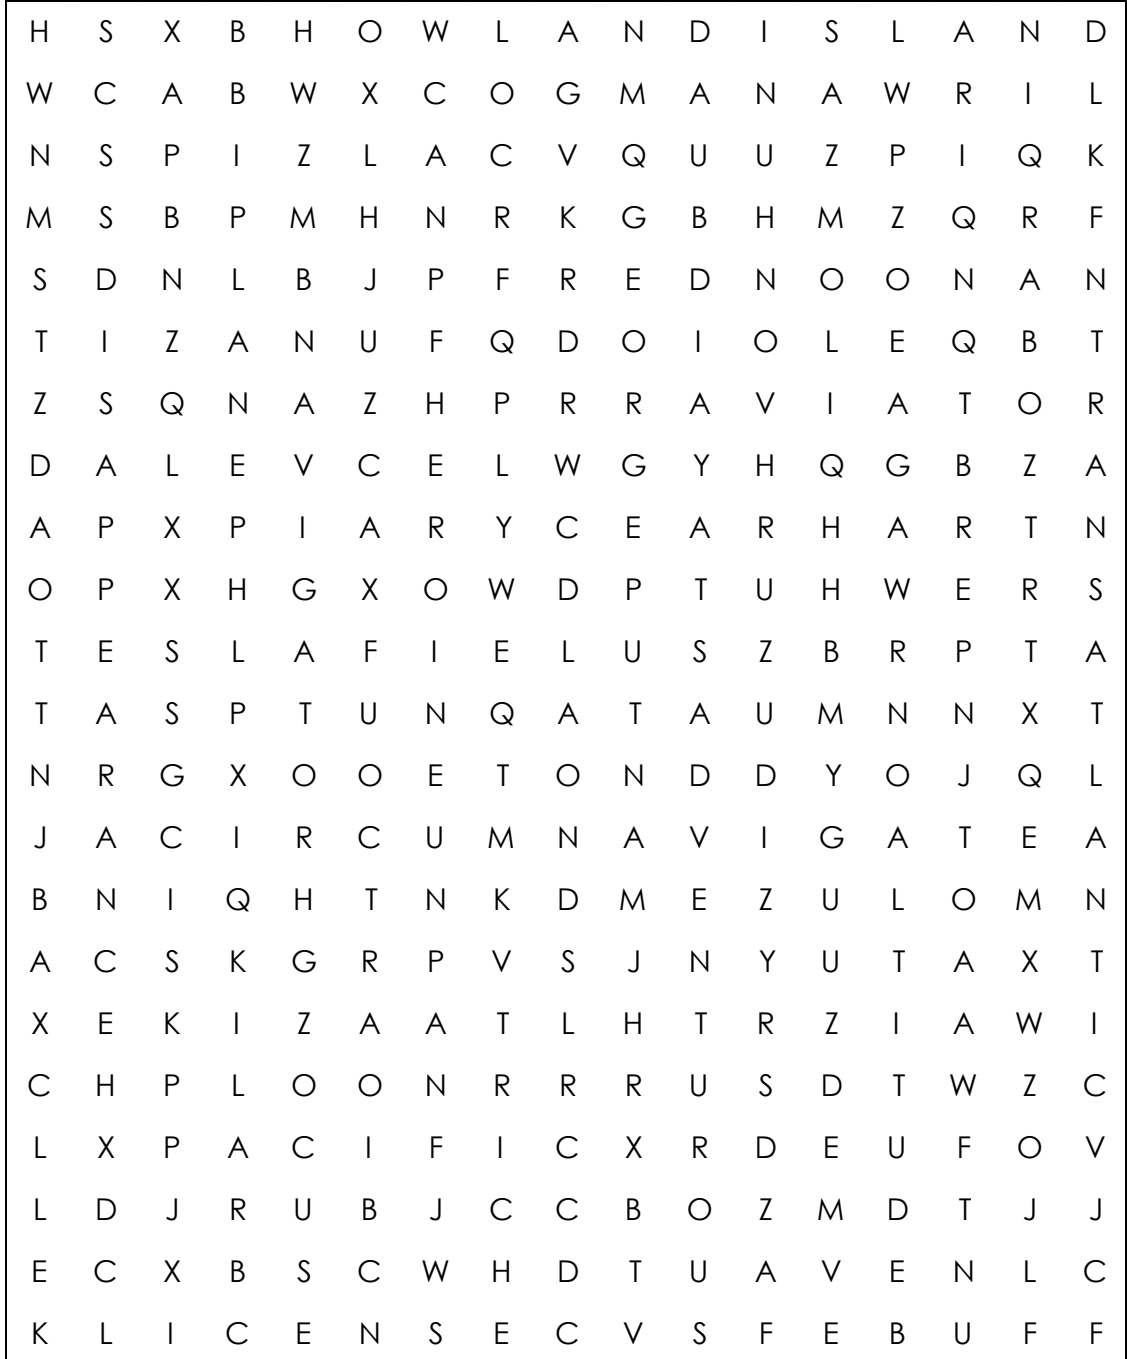 H S X B H O W L A N D I S L A N D
W C A B W X C O G M A N A W R I L
N S P I Z L A C V Q U U Z P I Q K
M S B P M H N R K G B H M Z Q R F
S D N L B J P F R E D N O O N A N
T I Z A N U F Q D O I O L E Q B T
Z S Q N A Z H P R R A V I A T O R
D A L E V C E L W G Y H Q G B Z A
A P X P I A R Y C E A R H A R T N
O P X H G X O W D P T U H W E R S
T E S L A F I E L U S Z B R P T A
T A S P T U N Q A T A U M N N X T
N R G X O O E T O N D D Y O J Q L
J A C I R C U M N A V I G A T E A
B N I Q H T N K D M E Z U L O M N
A C S K G R P V S J N Y U T A X T
X E K I Z A A T L H T R Z I A W I
C H P L O O N R R R U S D T W Z C
L X P A C I F I C X R D E U F O V
L D J R U B J C C B O Z M D T J J
E C X B S C W H D T U A V E N L C
K L I C E N S E C V S F E B U F F